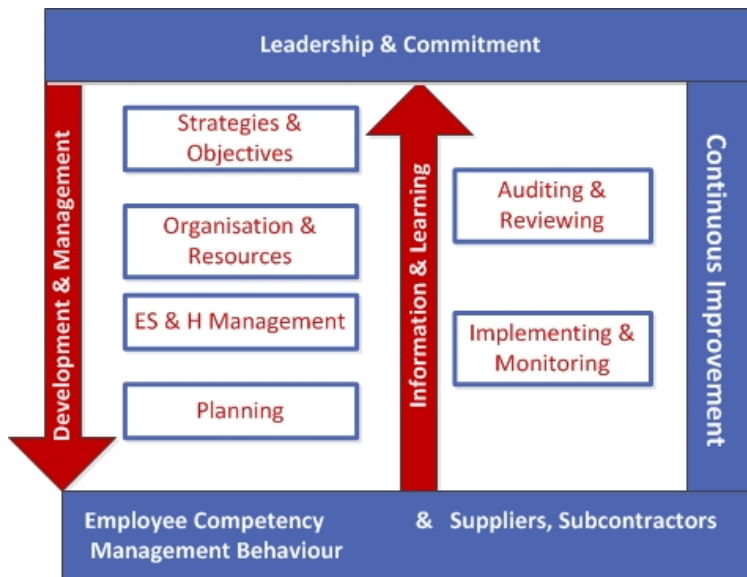 Leadership & Commitment
Development & Management
Strategies &
Objectives
Organisation &
Resources
ES & H Management
Planning
Information & Learning
Auditing &
Reviewing
Implementing &
Monitoring
Continuous Improvement
Employee Competency & Suppliers, Subcontractors
Management Behaviour